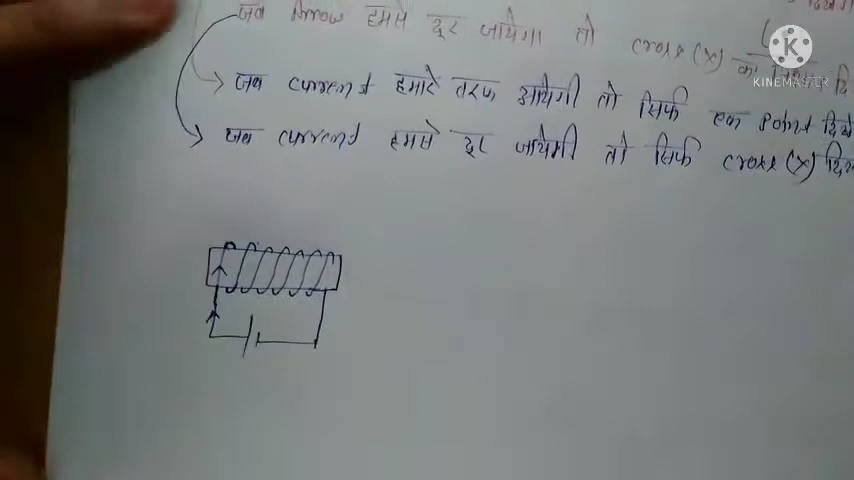 जब Arrow हमसे दूर जायेगा तो cross (x)
जब current हमारे तरफ आयेगी तो सिर्फ एक point
जब current हमसे दूर जायेगी तो सिर्फ cross (x)
KINEMASTER